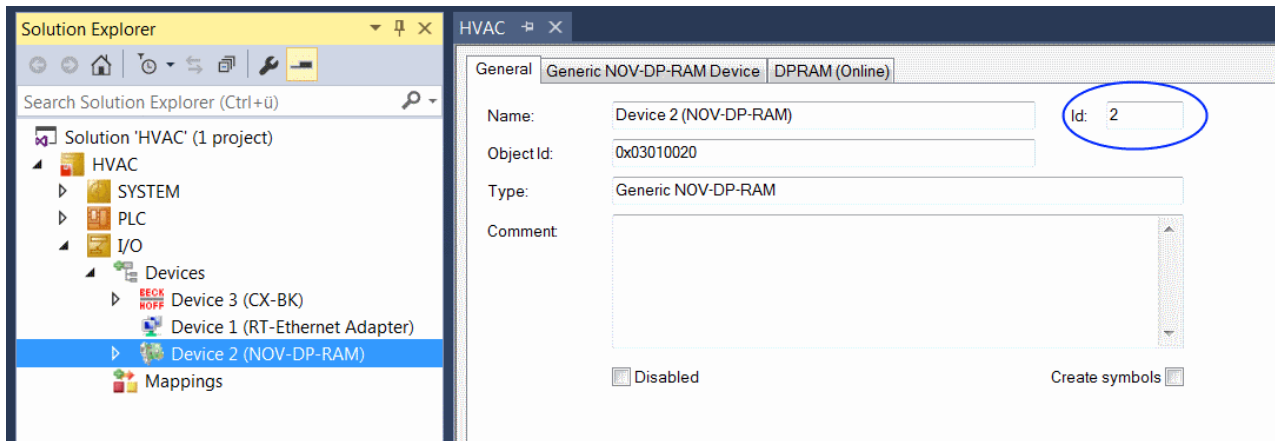 Solution Explorer
Search Solution Explorer (Ctrl+ü)
Solution 'HVAC' (1 project)
HVAC
SYSTEM
PLC
I/O
Devices
BECK
HOFF
Device 3 (CX-BK)
Device 1 (RT-Ethernet Adapter)
Device 2 (NOV-DP-RAM)
Mappings
HVAC
General Generic NOV-DP-RAM Device DPRAM (Online)
Name: Device 2 (NOV-DP-RAM) Id: 2
Object Id: 0x03010020
Type: Generic NOV-DP-RAM
Comment:
Disabled Create symbols